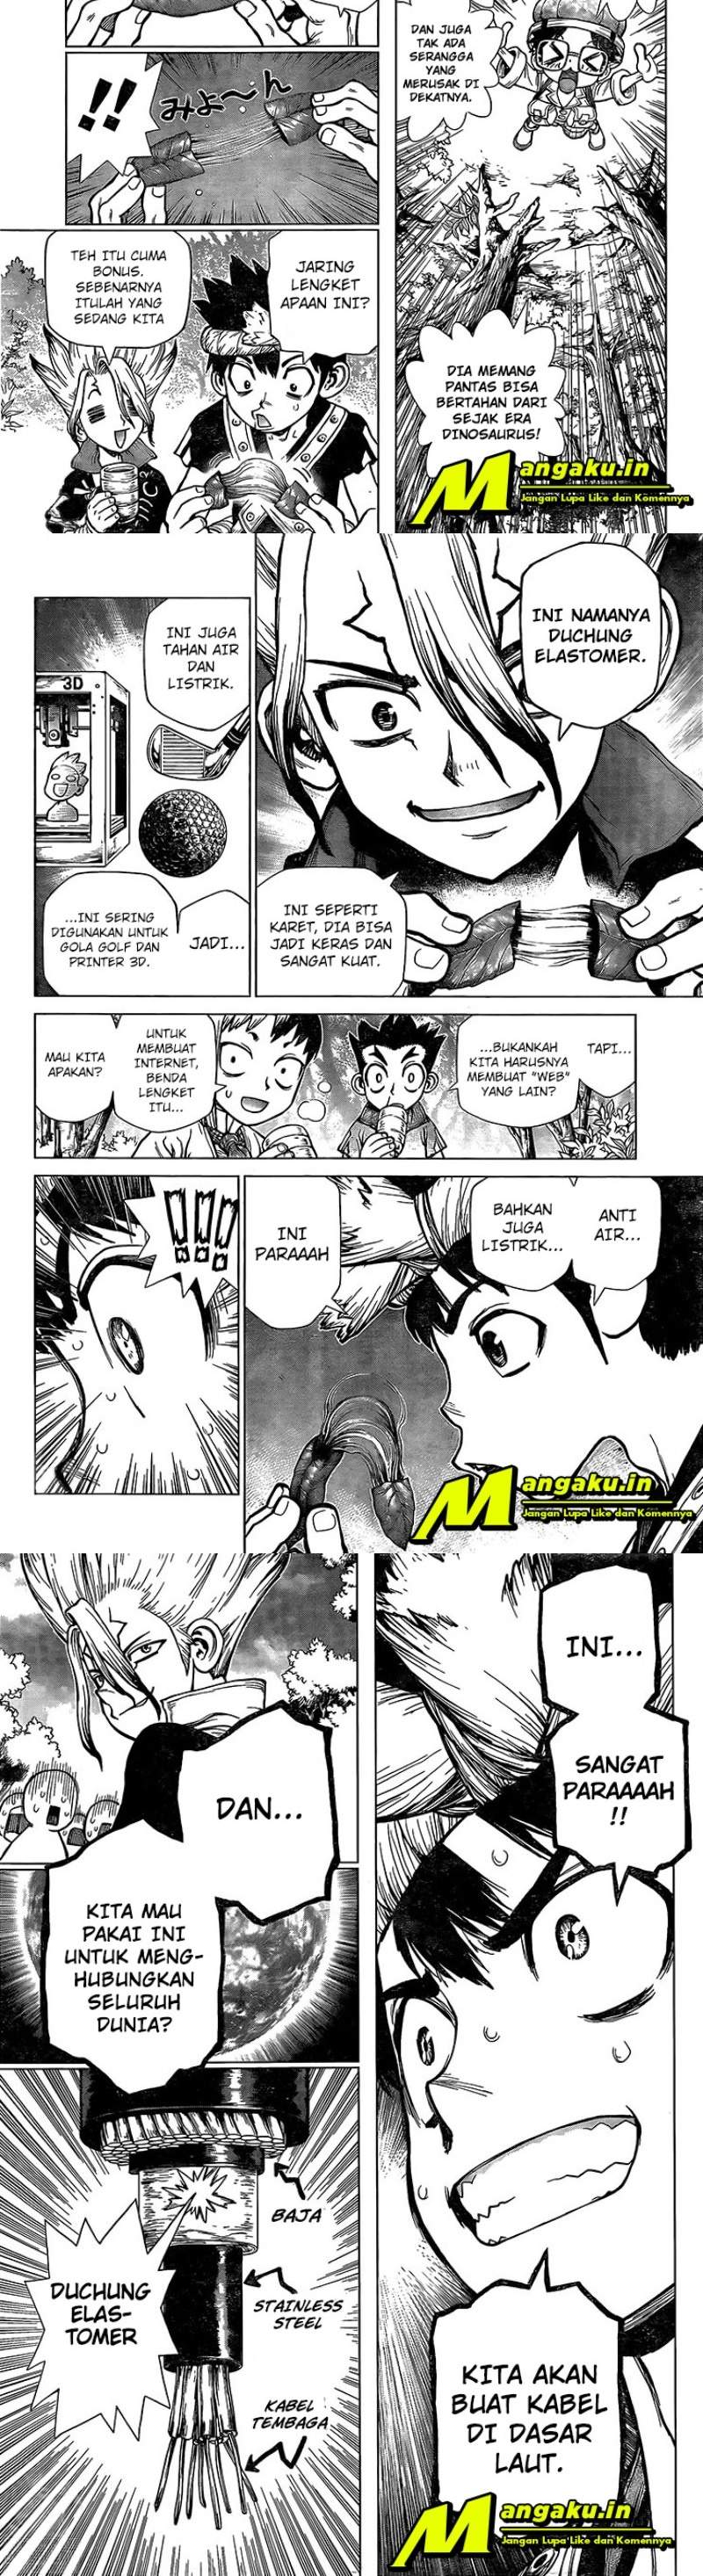 DAN JUGA
TAK ADA
SERANGGA
YANG
MERUSAK DI
DEKATNYA.
DIA MEMANG
PANTAS BISA
BERTAHAN DARI
SEJAK ERA
DINOSAURUS!
!!
みょ〜ん
JARING
LENGKET
APAAN INI?
TEH ITU CUMA
BONUS.
SEBENARNYA
ITULAH YANG
SEDANG KITA
Mangaku.in
Jangan Lupa Like dan Komennya
INI NAMANYA
DUCHUNG
ELASTOMER.
INI SEPERTI
KARET, DIA BISA
JADI KERAS DAN
SANGAT KUAT.
INI JUGA
TAHAN AIR
DAN
LISTRIK.
3D
JADI...
...INI SERING
DIGUNAKAN UNTUK
GOLA GOLF DAN
PRINTER 3D.
TAPI...
...BUKANKAH
KITA HARUSNYA
MEMBUAT "WEB"
YANG LAIN?
UNTUK
MEMBUAT
INTERNET,
BENDA
LENGKET
ITU...
MAU KITA
APAKAN?
ANTI
AIR...
BAHKAN
JUGA
LISTRIK...
INI
PARAAAH
!!!
Mangaku.in
Jangan Lupa Like dan Komennya
INI...
SANGAT
PARAAAAH
!!
DAN...
KITA MAU
PAKAI INI
UNTUK MENG-
HUBUNGKAN
SELURUH
DUNIA?
BAJA
STAINLESS
STEEL
DUCHUNG
ELAS-
TOMER
KABEL
TEMBAGA
KITA AKAN
BUAT KABEL
DI DASAR
LAUT.
Mangaku.in
Jangan Lupa Like dan Komennya